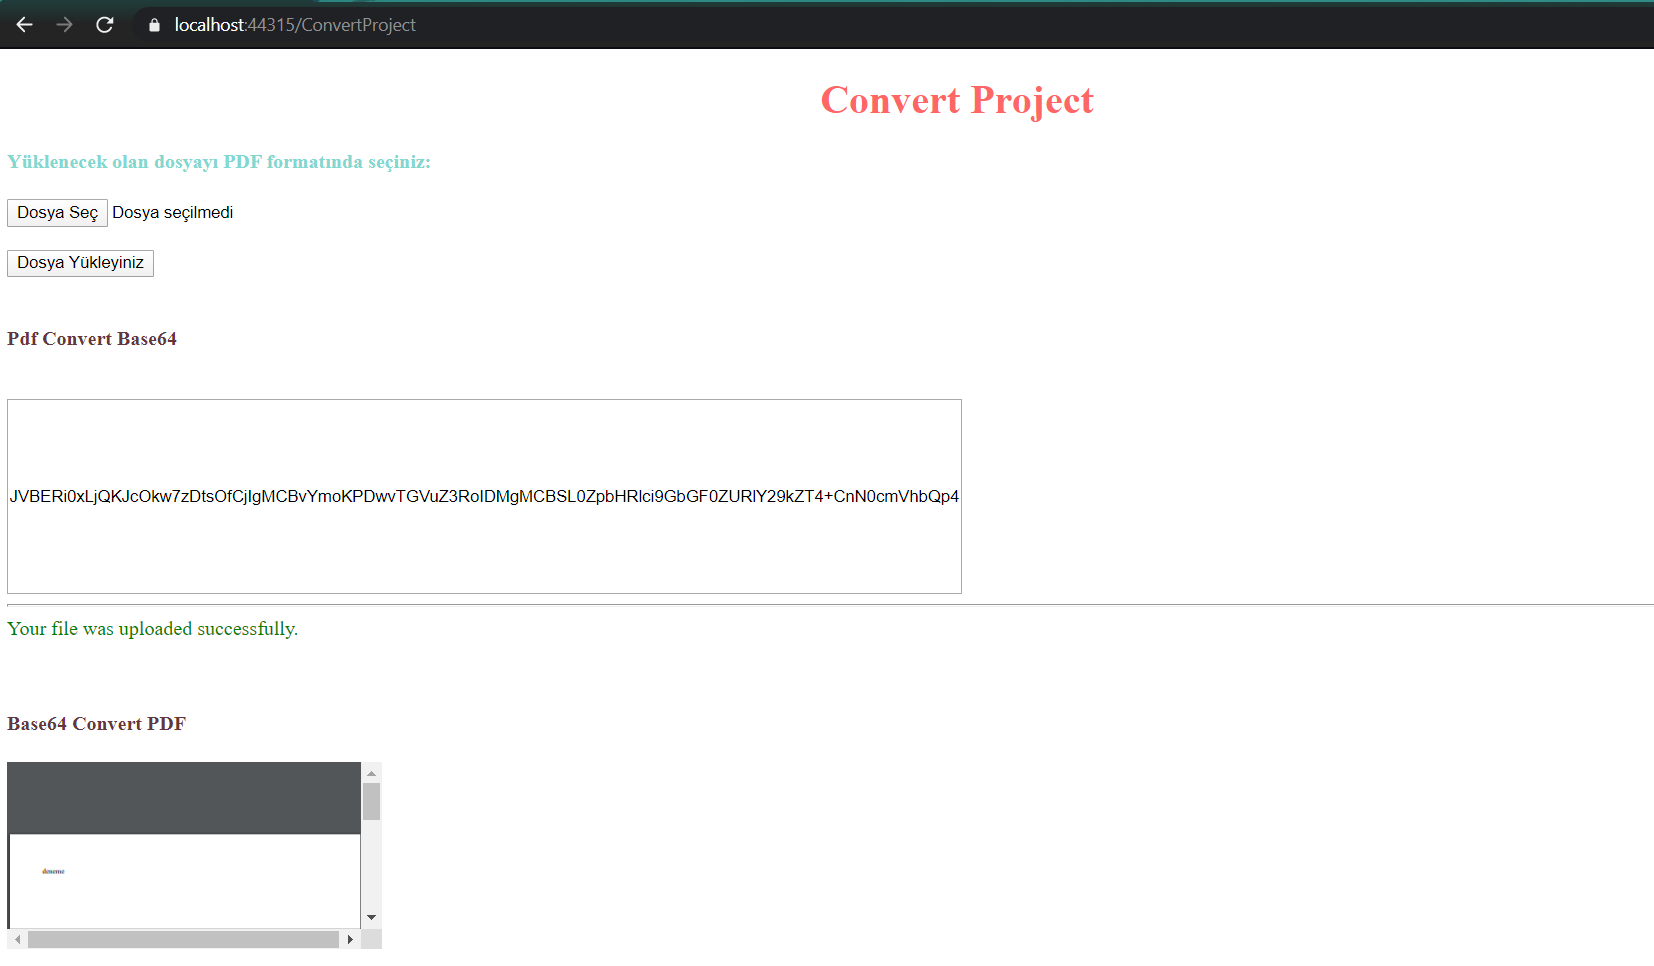 localhost:44315/ConvertProject
Convert Project
Yüklenecek olan dosyayı PDF formatında seçiniz:
Dosya Seç Dosya seçilmedi
Dosya Yükleyiniz
Pdf Convert Base64
JVBERi0xLjQKJcOkw7zDtsOfCjIgMCBvYmoKPDwvTGVuZ3RoIDMgMCBSL0ZpbHRlci9GbGF0ZURlY29kZT4+CnN0cmVhbQp4
Your file was uploaded successfully.
Base64 Convert PDF
deneme